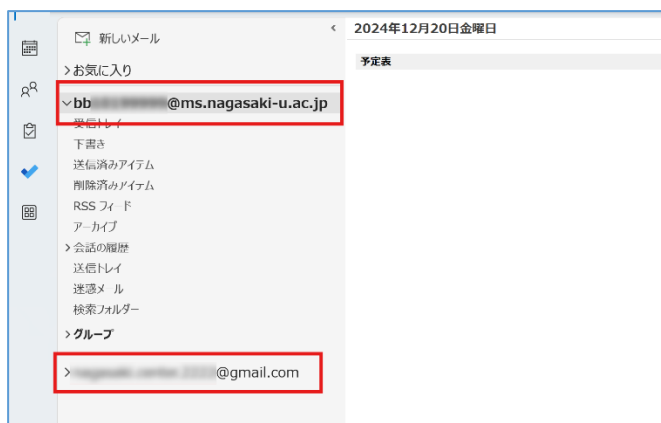 新しいメール
お気に入り
bb @ms.nagasaki-u.ac.jp
受信トレイ
下書き
送信済みアイテム
削除済みアイテム
RSS フィード
アーカイブ
会話の履歴
送信トレイ
迷惑メール
検索フォルダー
グループ
@gmail.com
2024年12月20日金曜日
予定表